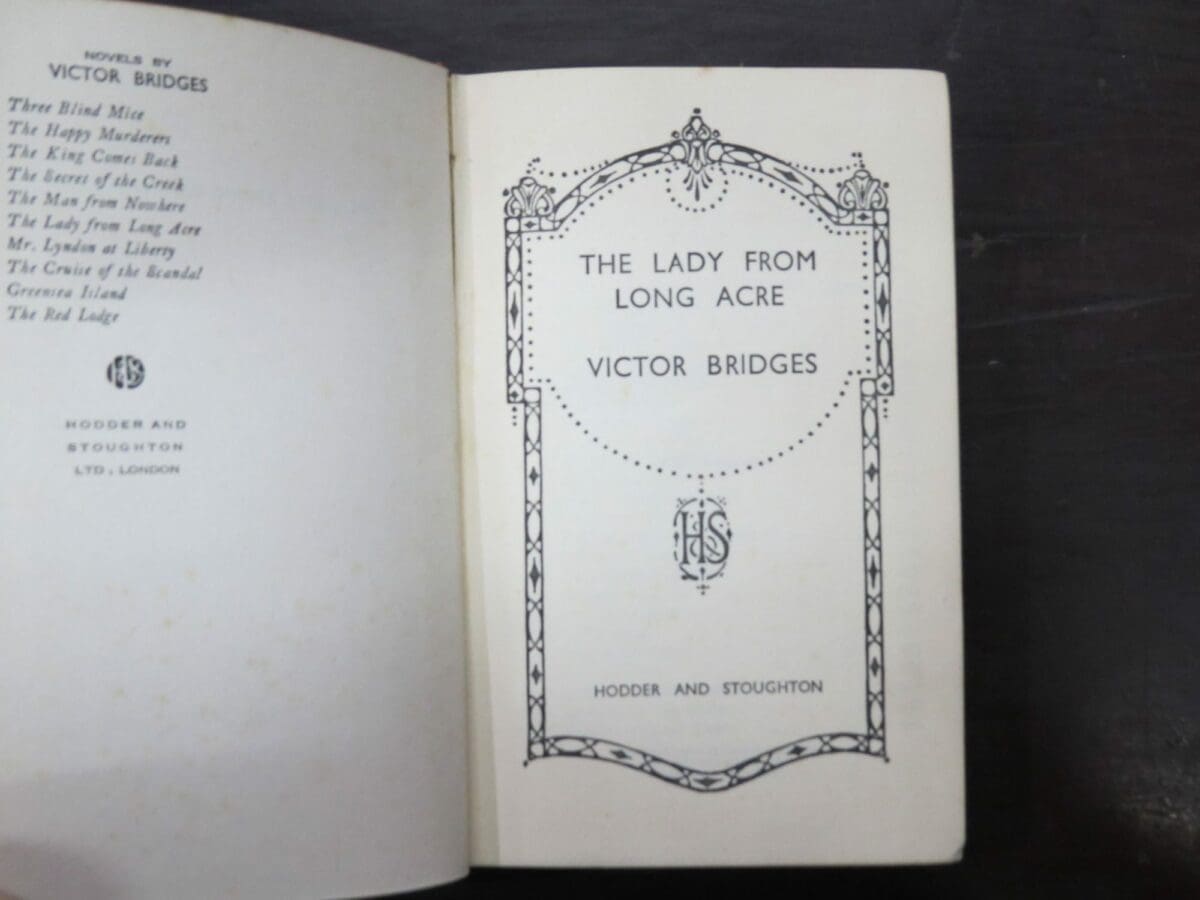 NOVELS BY
VICTOR BRIDGES
Three Blind Mice
The Happy Murderers
The King Comes Back
The Secret of the Creek
The Man from Nowhere
The Lady from Long Acre
Mr. Lyndon at Liberty
The Cruise of the Scandal
Greensea Island
The Red Lodge
HS
HODDER AND
STOUGHTON
LTD., LONDON
THE LADY FROM
LONG ACRE
VICTOR BRIDGES
HS
HODDER AND STOUGHTON